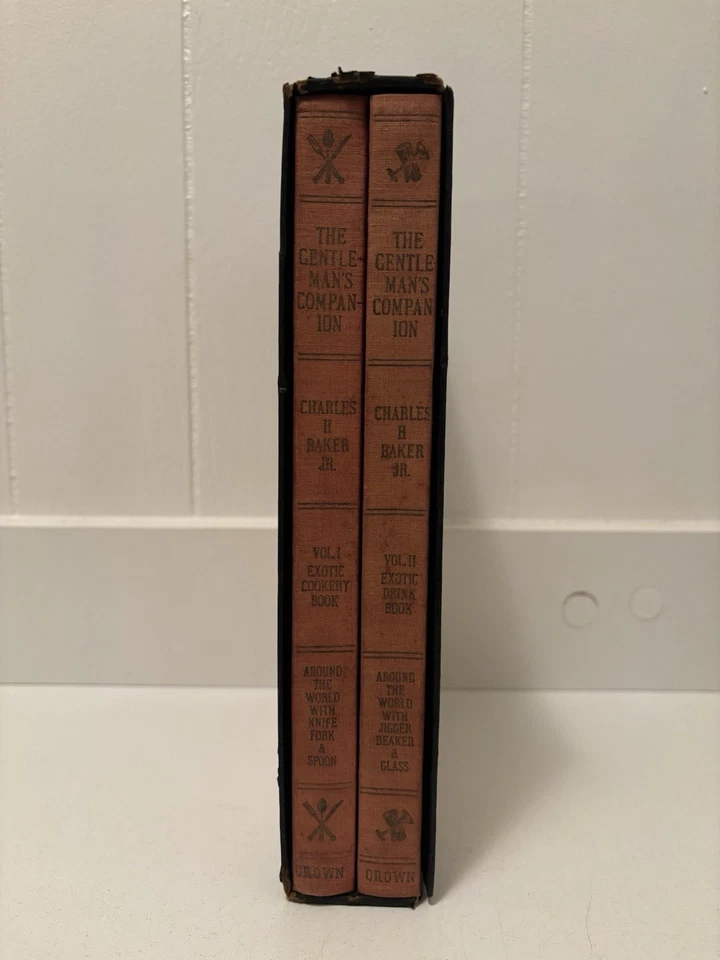 THE
GENTLE-
MAN'S
COMPAN-
ION
CHARLES
H
BAKER
JR.
VOL. I
EXOTIC
COOKERY
BOOK
AROUND
THE
WORLD
WITH
KNIFE
FORK
&
SPOON
CROWN
THE
GENTLE
MAN'S
COMPAN
ION
CHARLES
H
BAKER
JR.
VOL. II
EXOTIC
DRINK
BOOK
AROUND
THE
WORLD
WITH
JIGGER
BEAKER
&
GLASS
CROWN